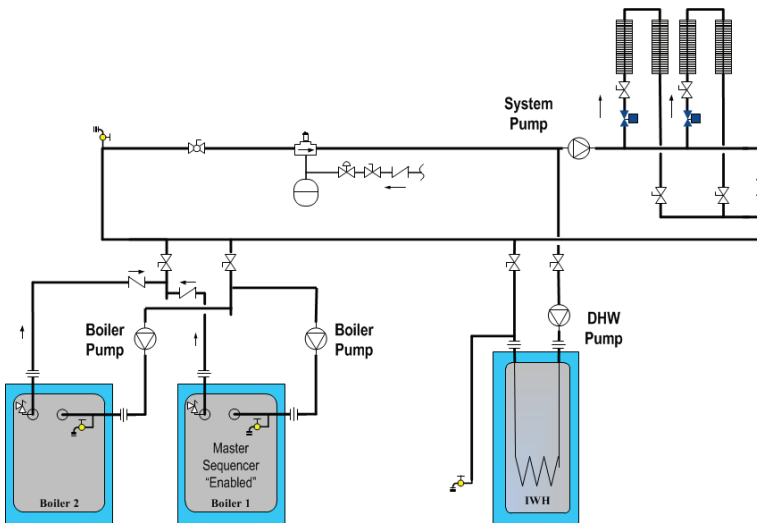 System
Pump
Boiler
Pump
Boiler
Pump
DHW
Pump
Master
Sequencer
“Enabled”
Boiler 2
Boiler 1
IWH